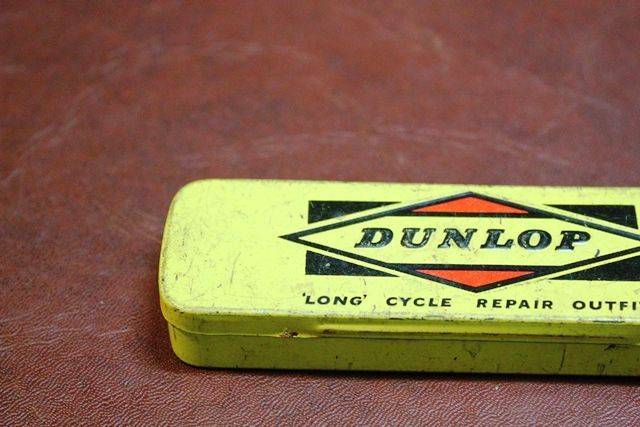 DUNLOP
'LONG' CYCLE REPAIR OUTFI